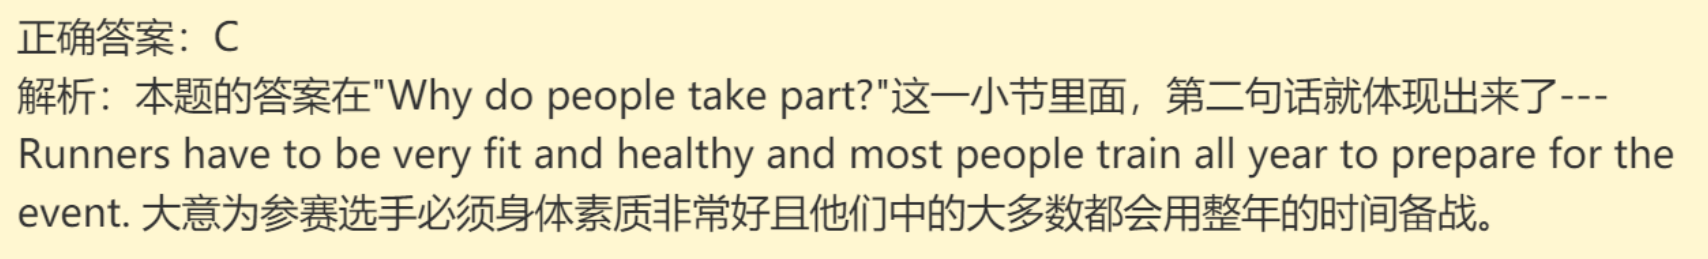 正确答案：C
解析：本题的答案在"Why do people take part?"这一小节里面，第二句话就体现出来了---
Runners have to be very fit and healthy and most people train all year to prepare for the
event. 大意为参赛选手必须身体素质非常好且他们中的大多数都会用整年的时间备战。